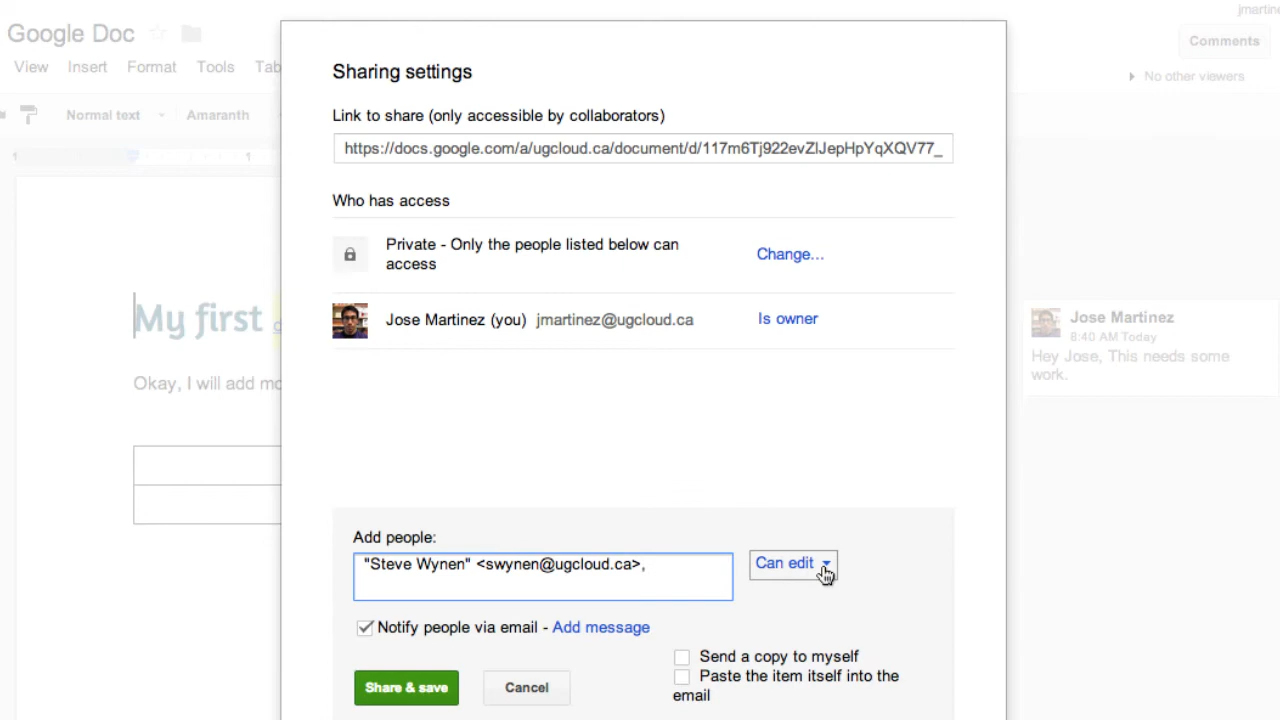 jmartine
Google Doc
Comments
View Insert Format Tools Tab
No other viewers
Normal text Amaranth
1 1
Sharing settings
Link to share (only accessible by collaborators)
https://docs.google.com/a/ugcloud.ca/document/d/117m6Tj922evZlJepHpYqXQV77_
Who has access
Private - Only the people listed below can
access
Change...
Jose Martinez (you) jmartinez@ugcloud.ca Is owner
My first d
Okay, I will add mo
Jose Martinez
8:40 AM Today
Hey Jose, This needs some
work.
Add people:
"Steve Wynen" <swynen@ugcloud.ca>,
Can edit
Notify people via email - Add message
Send a copy to myself
Paste the item itself into the
email
Share & save Cancel